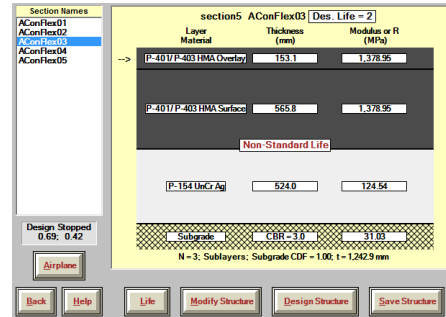 Section Names
AConFlex01
AConFlex02
AConFlex03
AConFlex04
AConFlex05
section5 AConFlex03 Des. Life = 2
Layer Material Thickness (mm) Modulus or R (MPa)
--> P-401/ P-403 HMA Overlay 153.1 1,378.95
P-401/ P-403 HMA Surface 565.8 1,378.95
Non-Standard Life
P-154 UnCr Ag 524.0 124.54
Subgrade CBR = 3.0 31.03
N = 3; Sublayers; Subgrade CDF = 1.00; t = 1,242.9 mm
Design Stopped
0.69; 0.42
Airplane
Back Help Life Modify Structure Design Structure Save Structure